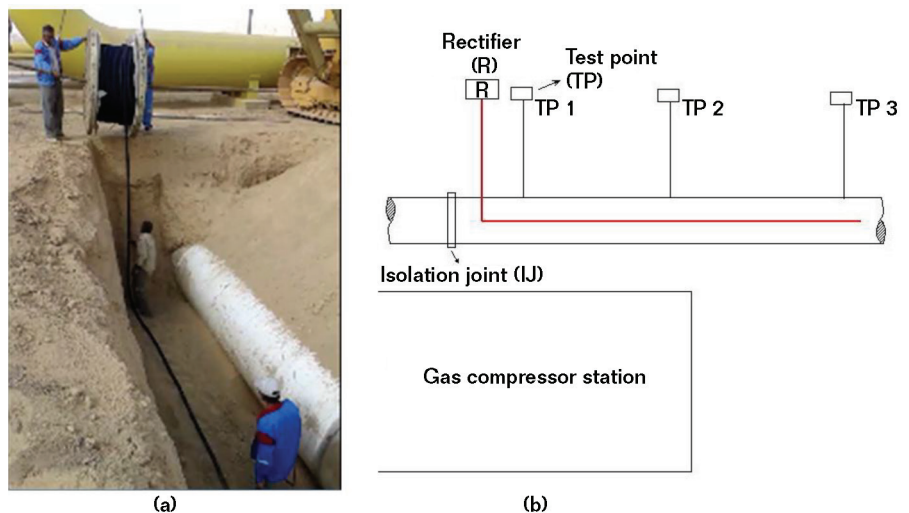 Rectifier
(R)
Test point
(TP)
R
TP 1
TP 2
TP 3
Isolation joint (IJ)
Gas compressor station
(a)
(b)